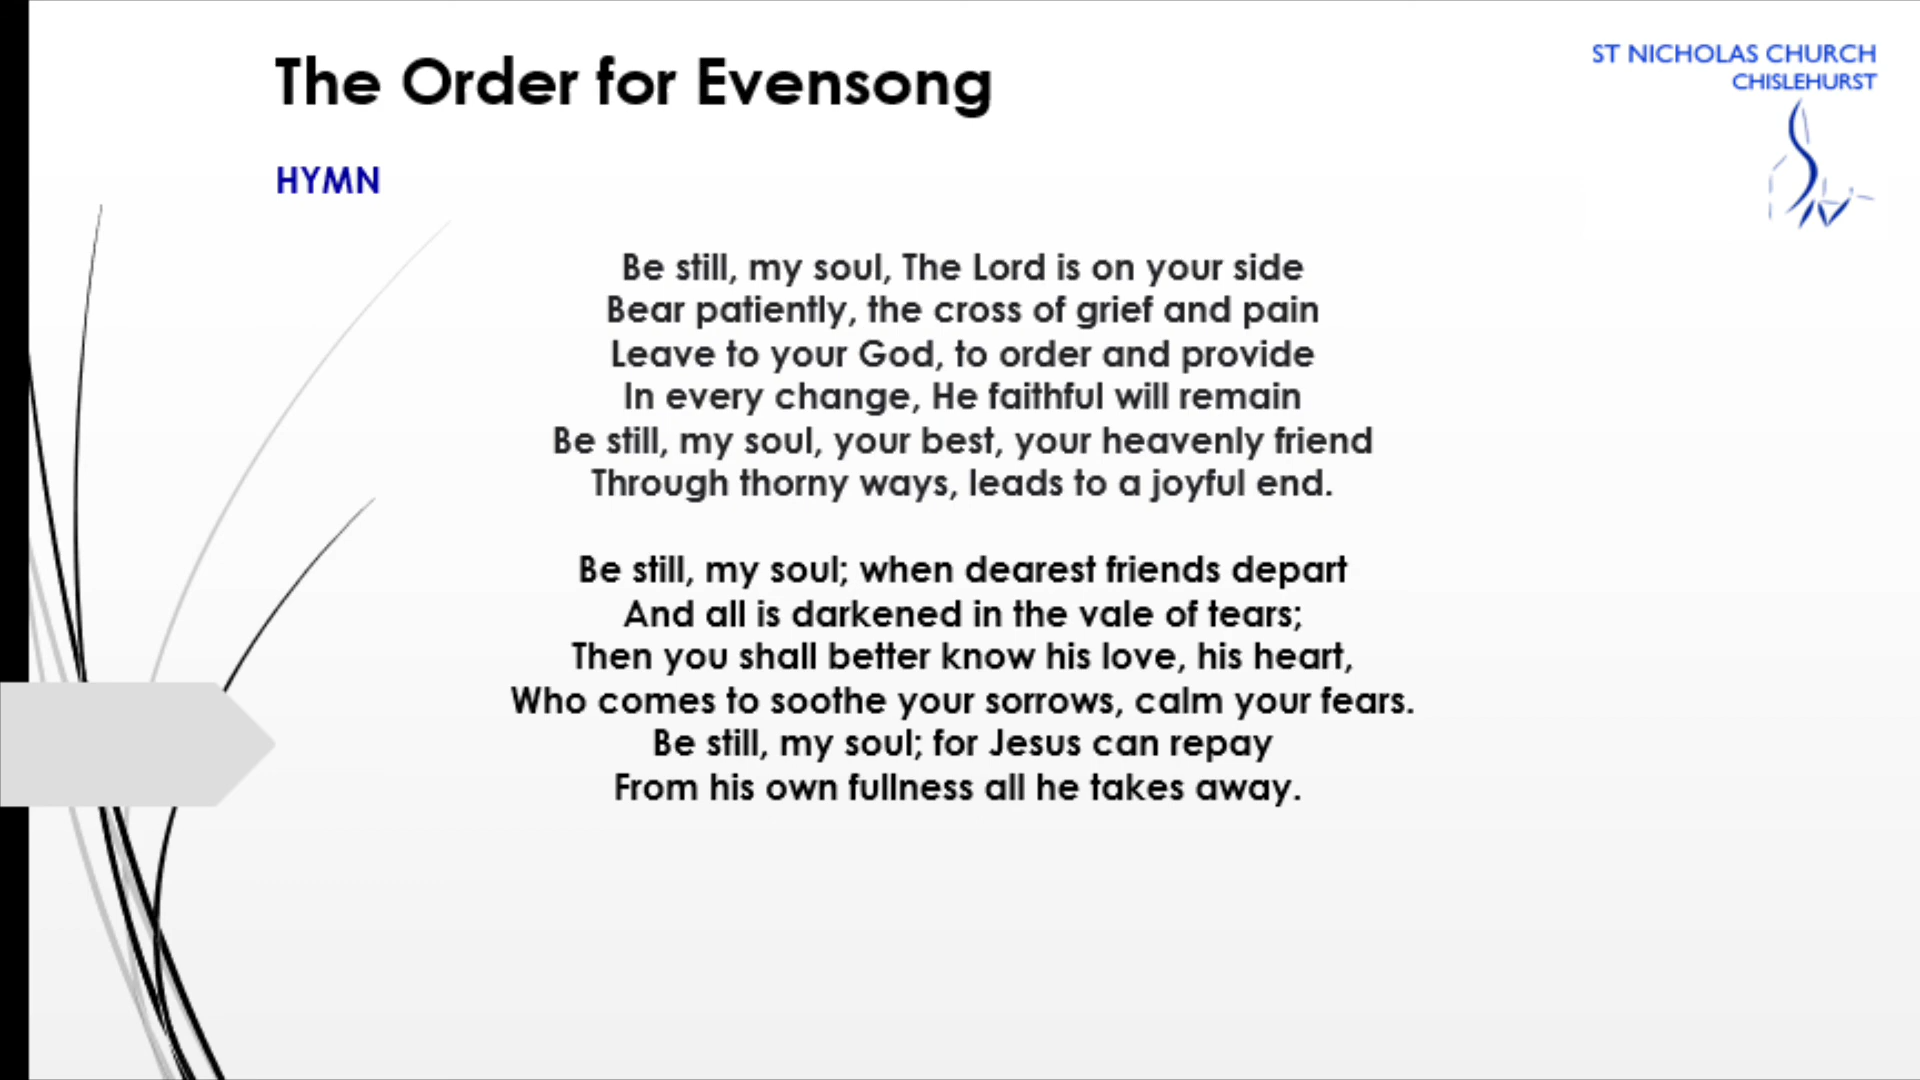 The Order for Evensong
ST NICHOLAS CHURCH
CHISLEHURST
HYMN
Be still, my soul, The Lord is on your side
Bear patiently, the cross of grief and pain
Leave to your God, to order and provide
In every change, He faithful will remain
Be still, my soul, your best, your heavenly friend
Through thorny ways, leads to a joyful end.
Be still, my soul; when dearest friends depart
And all is darkened in the vale of tears;
Then you shall better know his love, his heart,
Who comes to soothe your sorrows, calm your fears.
Be still, my soul; for Jesus can repay
From his own fullness all he takes away.